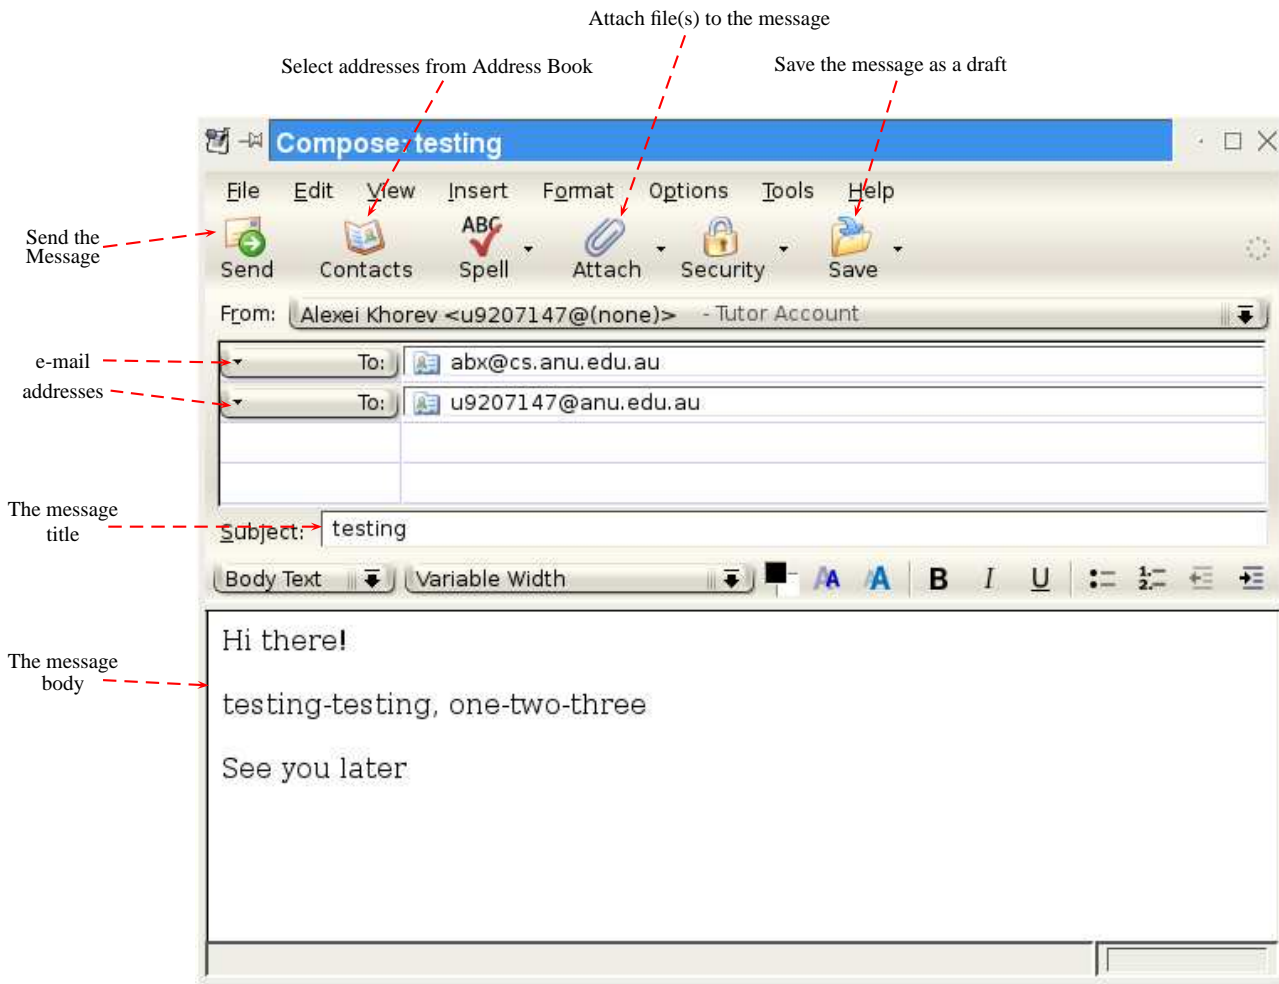 Attach file(s) to the message
Select addresses from Address Book
Save the message as a draft
Compose: testing
File Edit View Insert Format Options Tools Help
Send the
Message
ABC
Send Contacts Spell Attach Security Save
From: Alexei Khorev <u9207147@(none)> - Tutor Account
e-mail
addresses
To: abx@cs.anu.edu.au
To: u9207147@anu.edu.au
The message
title
Subject: testing
Body Text Variable Width A A A B I U 1. 2.
Hi there!
The message
body
testing-testing, one-two-three
See you later